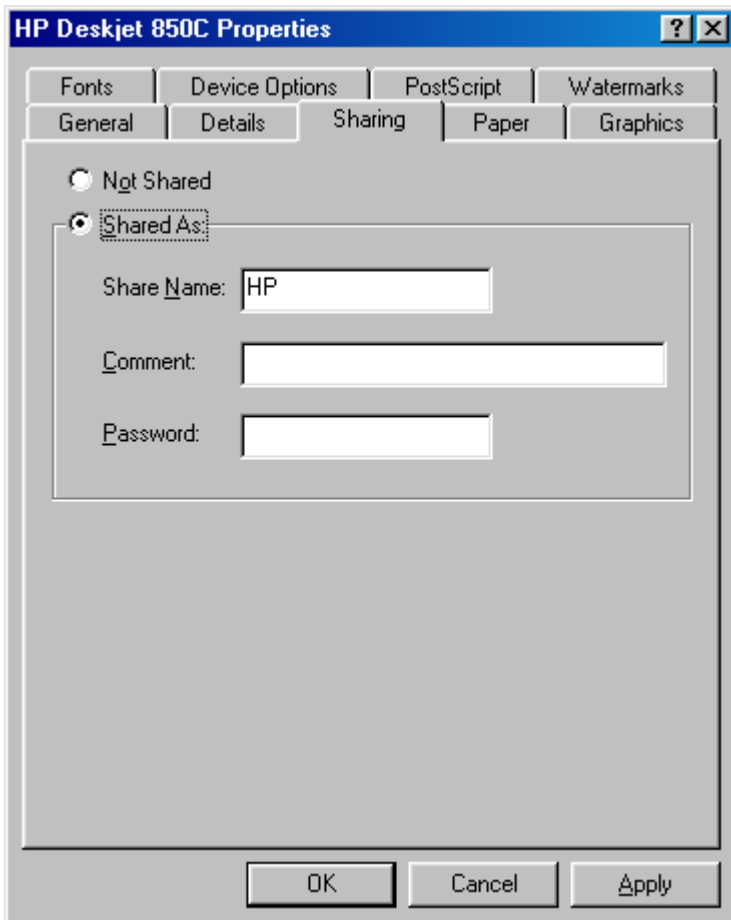 HP Deskjet 850C Properties
Fonts Device Options PostScript Watermarks
General Details Sharing Paper Graphics
Not Shared
Shared As:
Share Name: HP
Comment:
Password:
OK Cancel Apply